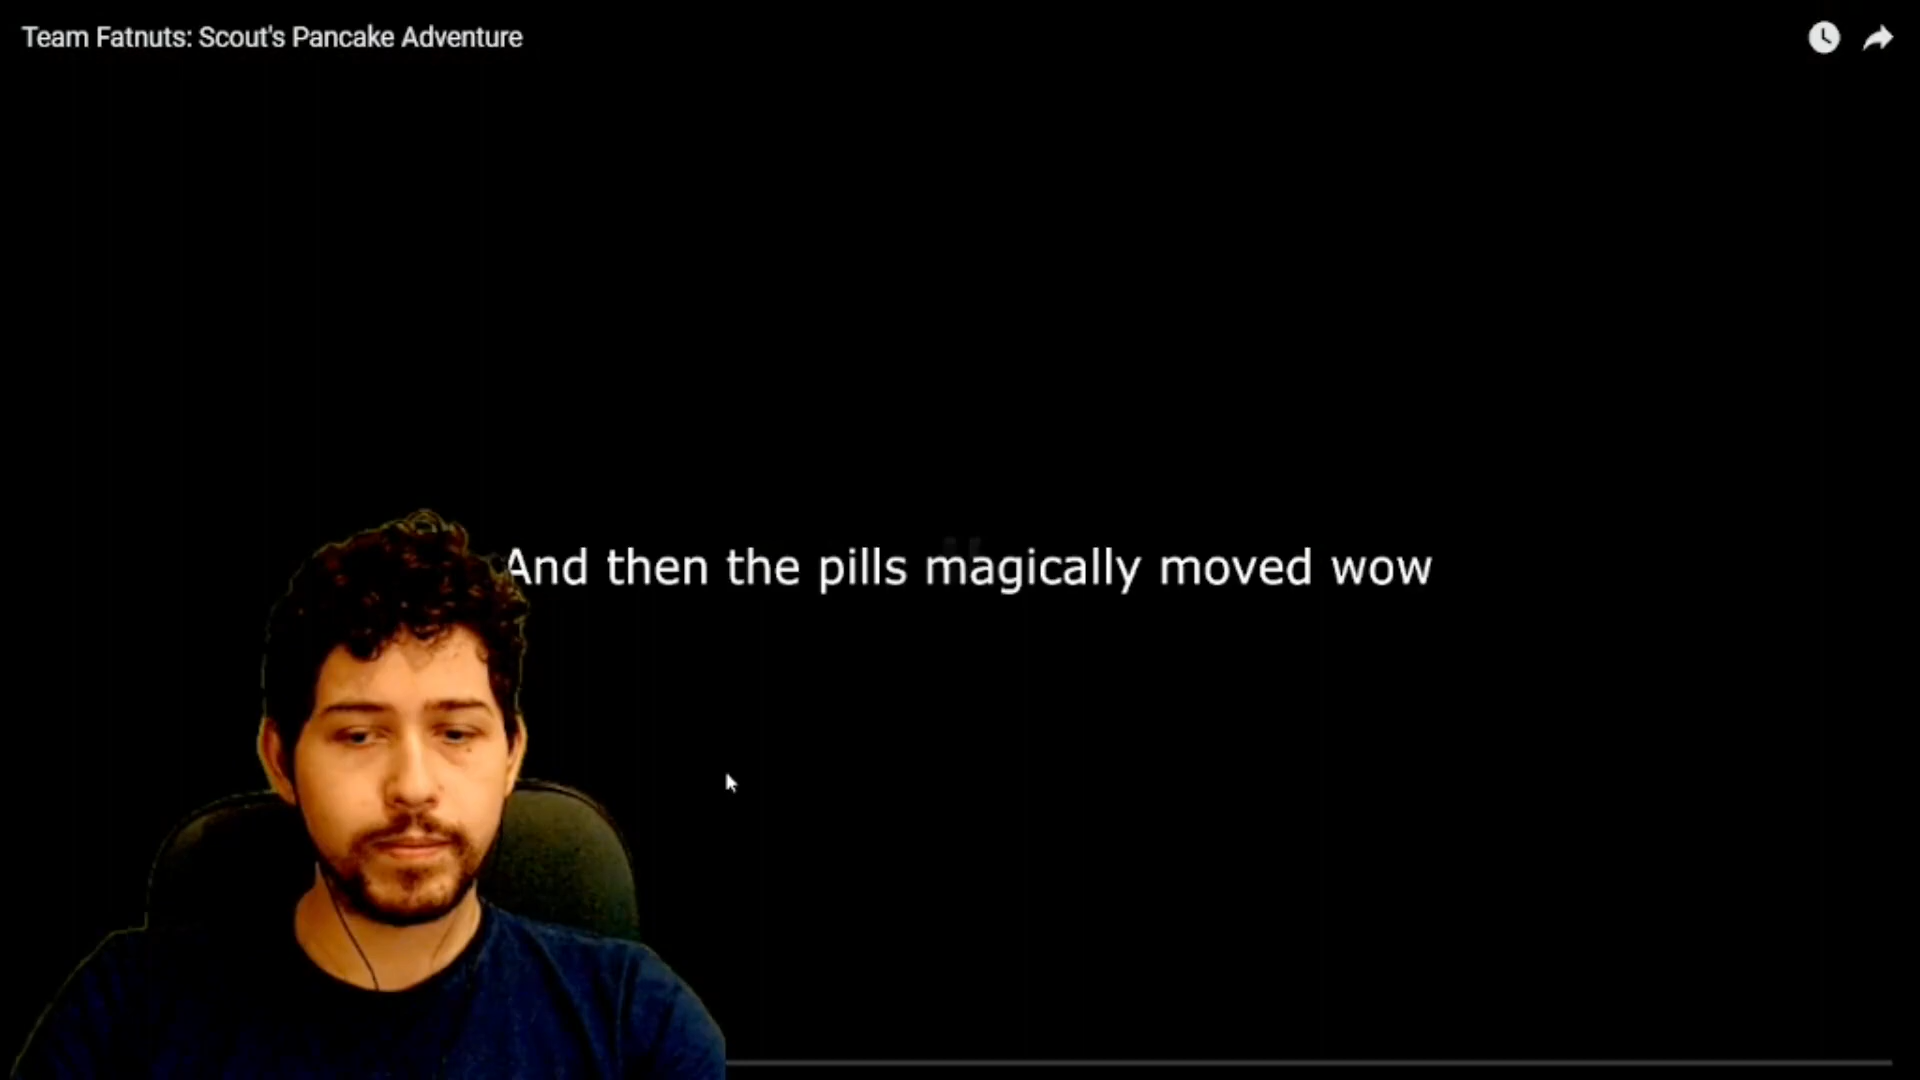 Team Fatnuts: Scout's Pancake Adventure
And then the pills magically moved wow